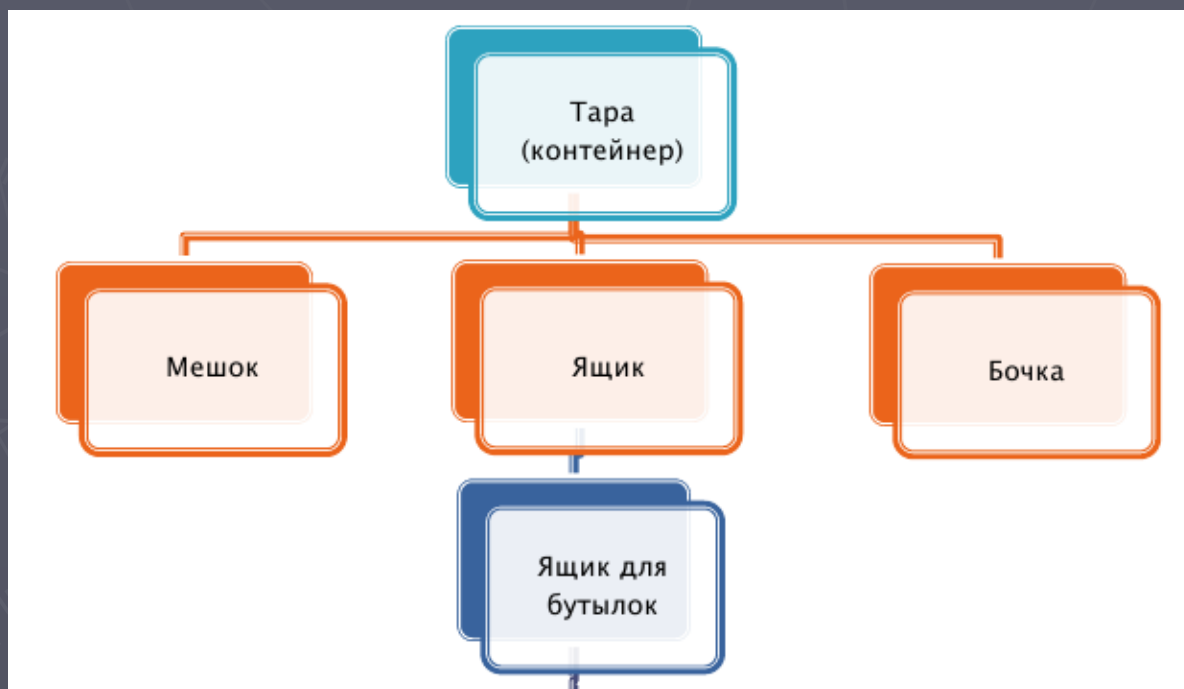 Тара
(контейнер)
Мешок
Ящик
Бочка
Ящик для
бутылок